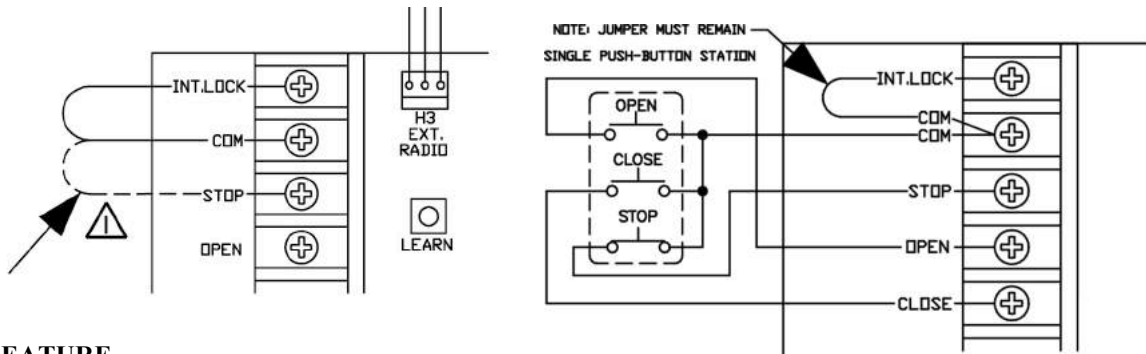 INT.LOCK
COM
STOP
OPEN
H3
EXT.
RADIO
LEARN
NOTE: JUMPER MUST REMAIN
SINGLE PUSH-BUTTON STATION
OPEN
CLOSE
STOP
INT.LOCK
COM
COM
STOP
OPEN
CLOSE
EATURE